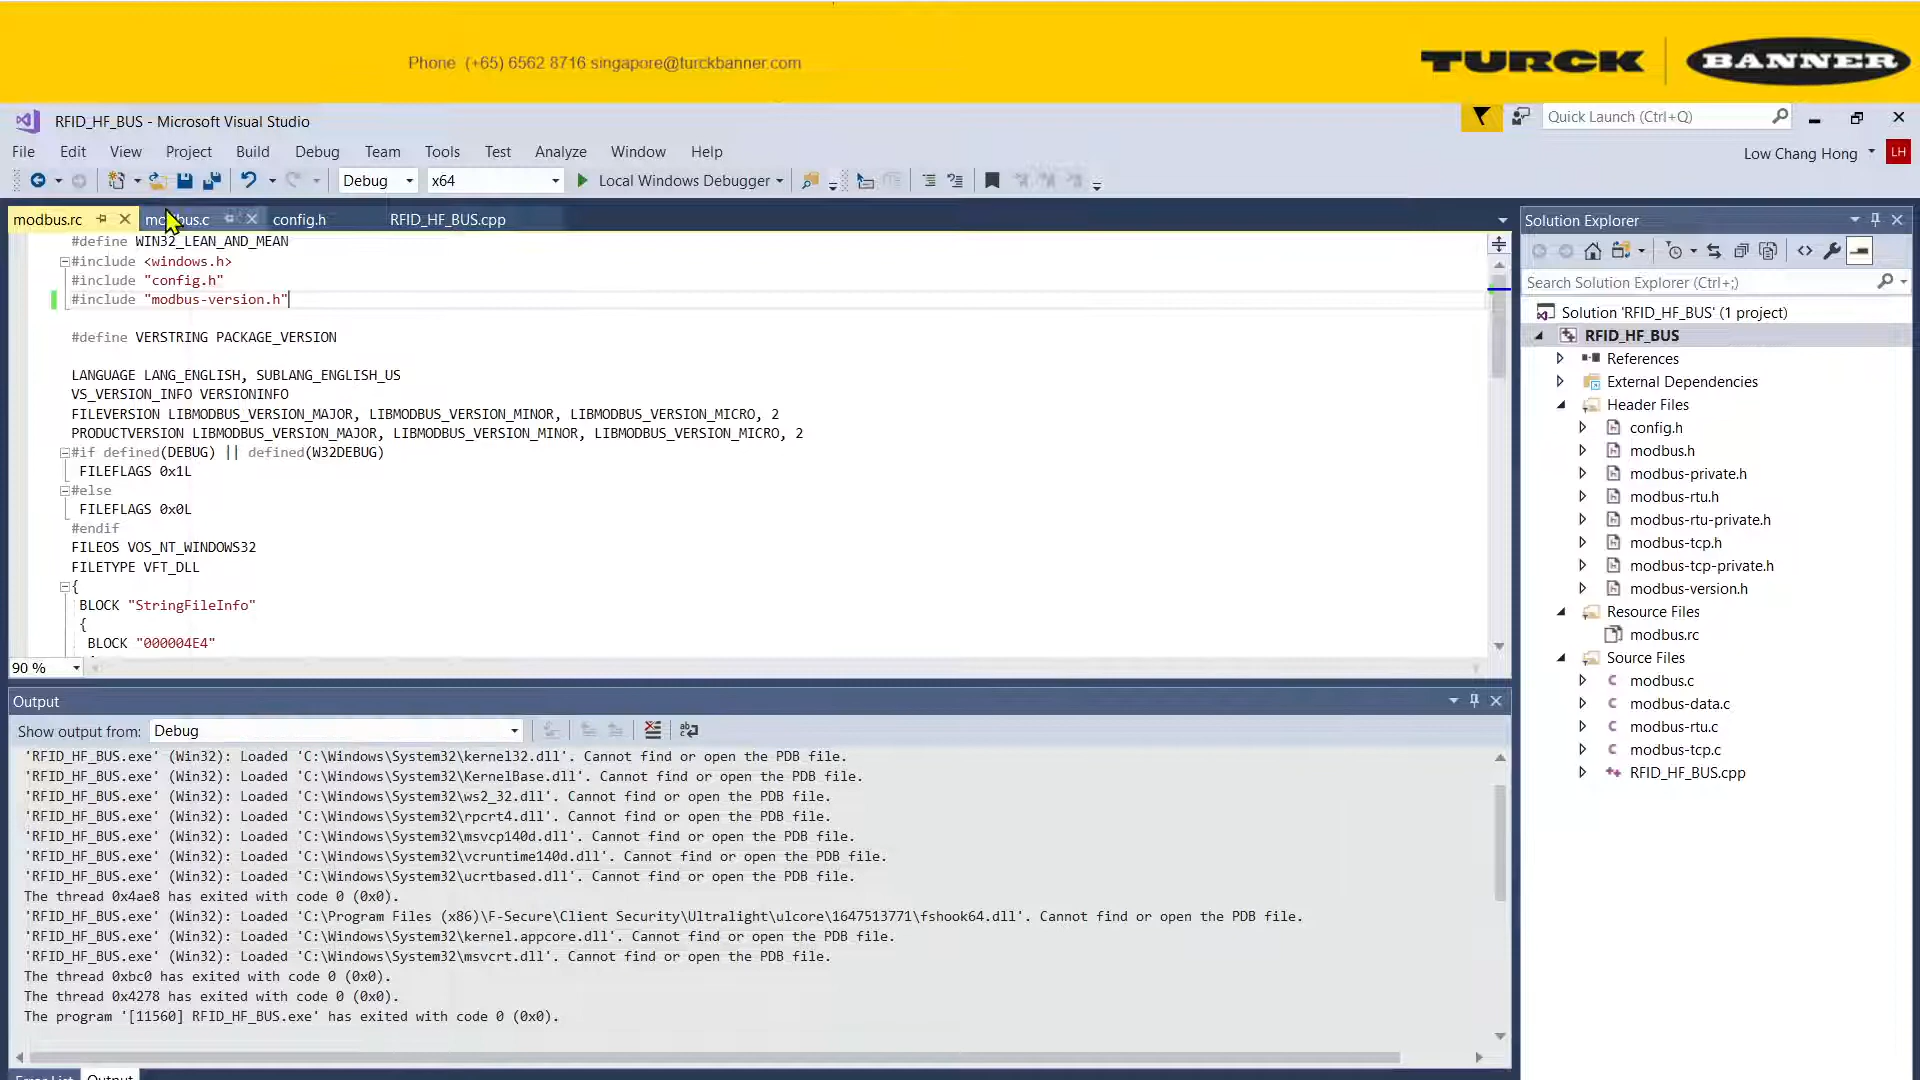 Phone (+65) 6562 8716 singapore@turckbanner.com
TURCK
BANNER
RFID_HF_BUS - Microsoft Visual Studio
Quick Launch (Ctrl+Q)
File Edit View Project Build Debug Team Tools Test Analyze Window Help
Low Chang Hong LH
Debug x64 Local Windows Debugger
modbus.rc modbus.c config.h RFID_HF_BUS.cpp
#define WIN32_LEAN_AND_MEAN
#include <windows.h>
#include "config.h"
#include "modbus-version.h"
#define VERSTRING PACKAGE_VERSION
LANGUAGE LANG_ENGLISH, SUBLANG_ENGLISH_US
VS_VERSION_INFO VERSIONINFO
FILEVERSION LIBMODBUS_VERSION_MAJOR, LIBMODBUS_VERSION_MINOR, LIBMODBUS_VERSION_MICRO, 2
PRODUCTVERSION LIBMODBUS_VERSION_MAJOR, LIBMODBUS_VERSION_MINOR, LIBMODBUS_VERSION_MICRO, 2
#if defined(DEBUG) || defined(W32DEBUG)
FILEFLAGS 0x1L
#else
FILEFLAGS 0x0L
#endif
FILEOS VOS_NT_WINDOWS32
FILETYPE VFT_DLL
{
BLOCK "StringFileInfo"
{
BLOCK "000004E4"
90 %
Output
Show output from: Debug
'RFID_HF_BUS.exe' (Win32): Loaded 'C:\Windows\System32\kernel32.dll'. Cannot find or open the PDB file.
'RFID_HF_BUS.exe' (Win32): Loaded 'C:\Windows\System32\KernelBase.dll'. Cannot find or open the PDB file.
'RFID_HF_BUS.exe' (Win32): Loaded 'C:\Windows\System32\ws2_32.dll'. Cannot find or open the PDB file.
'RFID_HF_BUS.exe' (Win32): Loaded 'C:\Windows\System32\rpcrt4.dll'. Cannot find or open the PDB file.
'RFID_HF_BUS.exe' (Win32): Loaded 'C:\Windows\System32\msvcp140d.dll'. Cannot find or open the PDB file.
'RFID_HF_BUS.exe' (Win32): Loaded 'C:\Windows\System32\vcruntime140d.dll'. Cannot find or open the PDB file.
'RFID_HF_BUS.exe' (Win32): Loaded 'C:\Windows\System32\ucrtbased.dll'. Cannot find or open the PDB file.
The thread 0x4ae8 has exited with code 0 (0x0).
'RFID_HF_BUS.exe' (Win32): Loaded 'C:\Program Files (x86)\F-Secure\Client Security\Ultralight\ulcore\1647513771\fshook64.dll'. Cannot find or open the PDB file.
'RFID_HF_BUS.exe' (Win32): Loaded 'C:\Windows\System32\kernel.appcore.dll'. Cannot find or open the PDB file.
'RFID_HF_BUS.exe' (Win32): Loaded 'C:\Windows\System32\msvcrt.dll'. Cannot find or open the PDB file.
The thread 0xbc0 has exited with code 0 (0x0).
The thread 0x4278 has exited with code 0 (0x0).
The program '[11560] RFID_HF_BUS.exe' has exited with code 0 (0x0).
Error List Output
Solution Explorer
Search Solution Explorer (Ctrl+;)
Solution 'RFID_HF_BUS' (1 project)
RFID_HF_BUS
References
External Dependencies
Header Files
config.h
modbus.h
modbus-private.h
modbus-rtu.h
modbus-rtu-private.h
modbus-tcp.h
modbus-tcp-private.h
modbus-version.h
Resource Files
modbus.rc
Source Files
modbus.c
modbus-data.c
modbus-rtu.c
modbus-tcp.c
RFID_HF_BUS.cpp